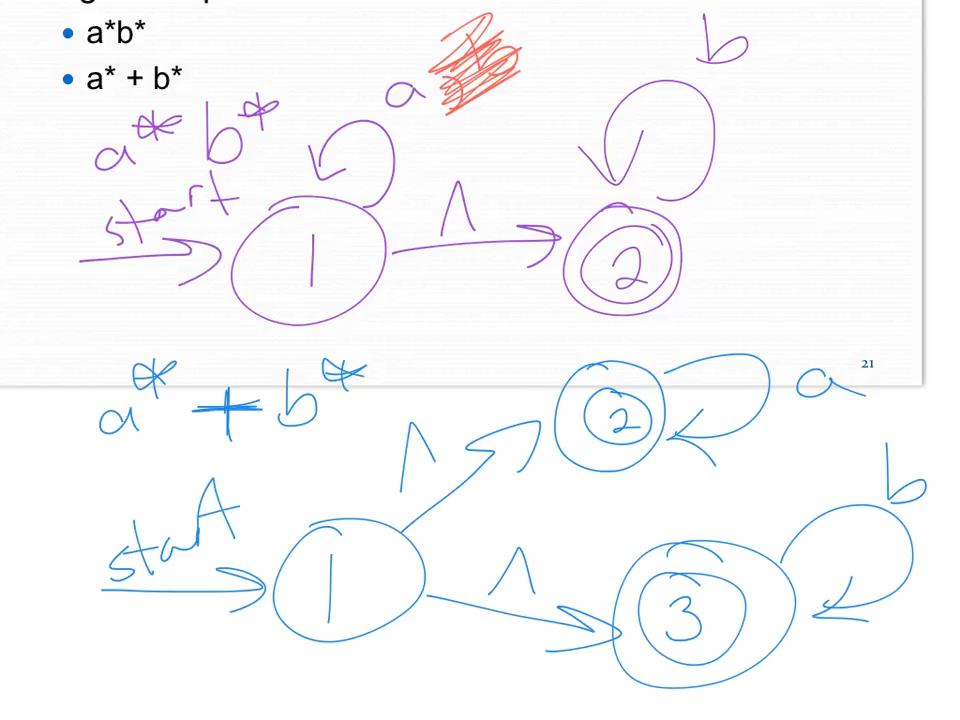 • a*b*
• a* + b*
a* b*
a
b
start
Λ
1
2
21
a* + b*
2
a
Λ
start
1
Λ
3
b